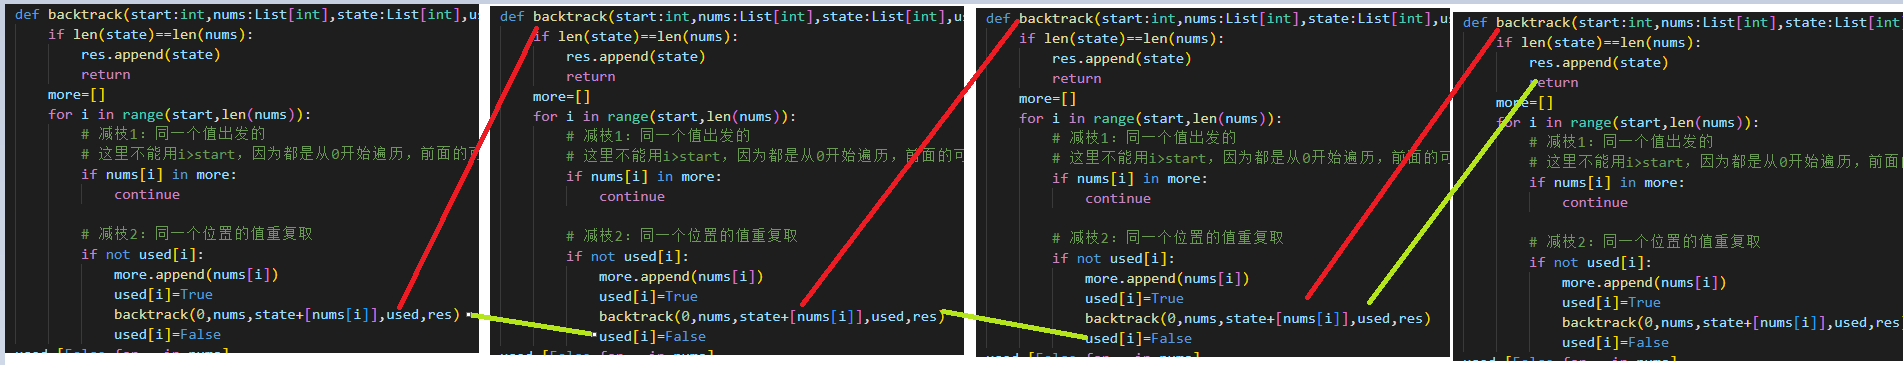 def backtrack(start:int,nums:List[int],state:List[int],us
if len(state)==len(nums):
res.append(state)
return
more=[]
for i in range(start,len(nums)):
# 减枝1：同一个值出发的
# 这里不能用i>start，因为都是从0开始遍历，前面的可
if nums[i] in more:
continue
# 减枝2：同一个位置的值重复取
if not used[i]:
more.append(nums[i])
used[i]=True
backtrack(0,nums,state+[nums[i]],used,res)
used[i]=False
def backtrack(start:int,nums:List[int],state:List[int],us
if len(state)==len(nums):
res.append(state)
return
more=[]
for i in range(start,len(nums)):
# 减枝1：同一个值出发的
# 这里不能用i>start，因为都是从0开始遍历，前面的可
if nums[i] in more:
continue
# 减枝2：同一个位置的值重复取
if not used[i]:
more.append(nums[i])
used[i]=True
backtrack(0,nums,state+[nums[i]],used,res)
used[i]=False
def backtrack(start:int,nums:List[int],state:List[int],us
if len(state)==len(nums):
res.append(state)
return
more=[]
for i in range(start,len(nums)):
# 减枝1：同一个值出发的
# 这里不能用i>start，因为都是从0开始遍历，前面的可
if nums[i] in more:
continue
# 减枝2：同一个位置的值重复取
if not used[i]:
more.append(nums[i])
used[i]=True
backtrack(0,nums,state+[nums[i]],used,res)
used[i]=False
def backtrack(start:int,nums:List[int],state:List[int]
if len(state)==len(nums):
res.append(state)
return
more=[]
for i in range(start,len(nums)):
# 减枝1：同一个值出发的
# 这里不能用i>start，因为都是从0开始遍历，前面
if nums[i] in more:
continue
# 减枝2：同一个位置的值重复取
if not used[i]:
more.append(nums[i])
used[i]=True
backtrack(0,nums,state+[nums[i]],used,res
used[i]=False